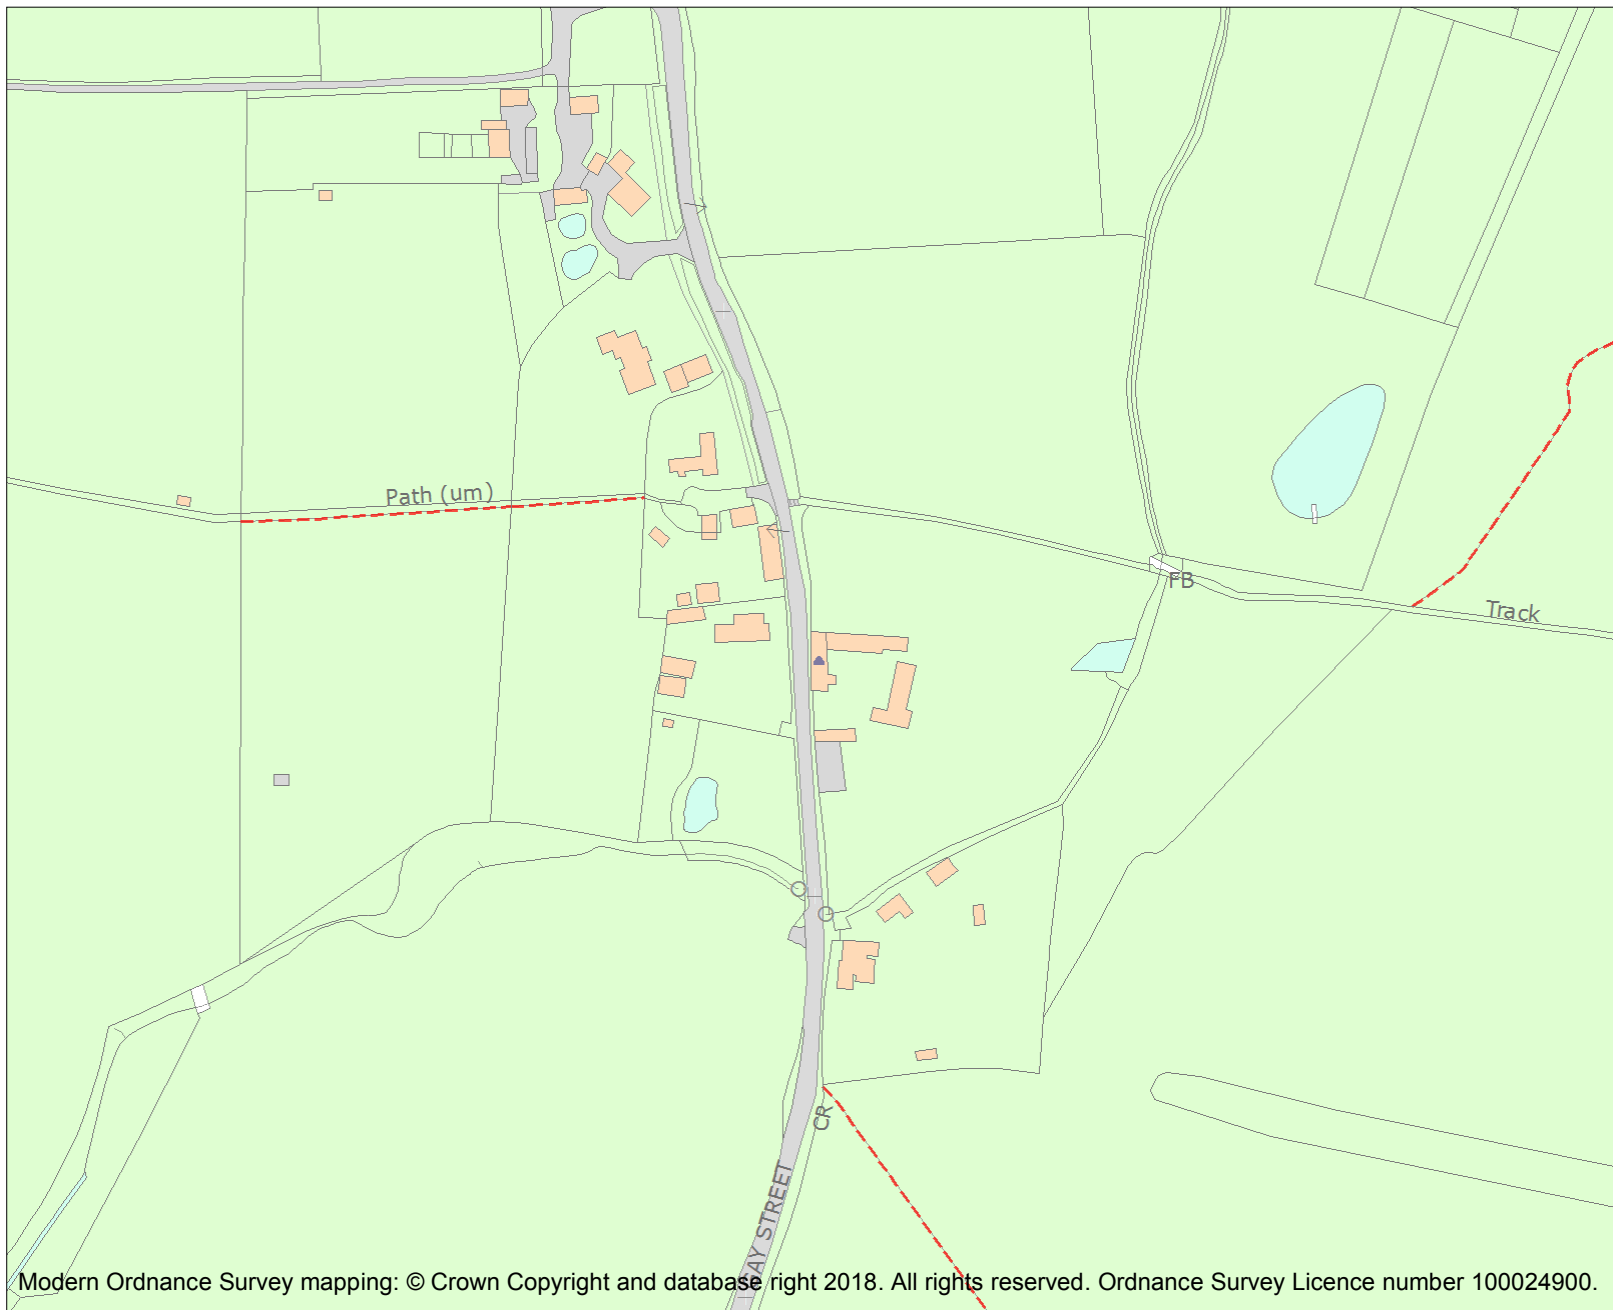 Path (um)
FB
Track
CR
GAY STREET
Modern Ordnance Survey mapping: © Crown Copyright and database right 2018. All rights reserved. Ordnance Survey Licence number 100024900.